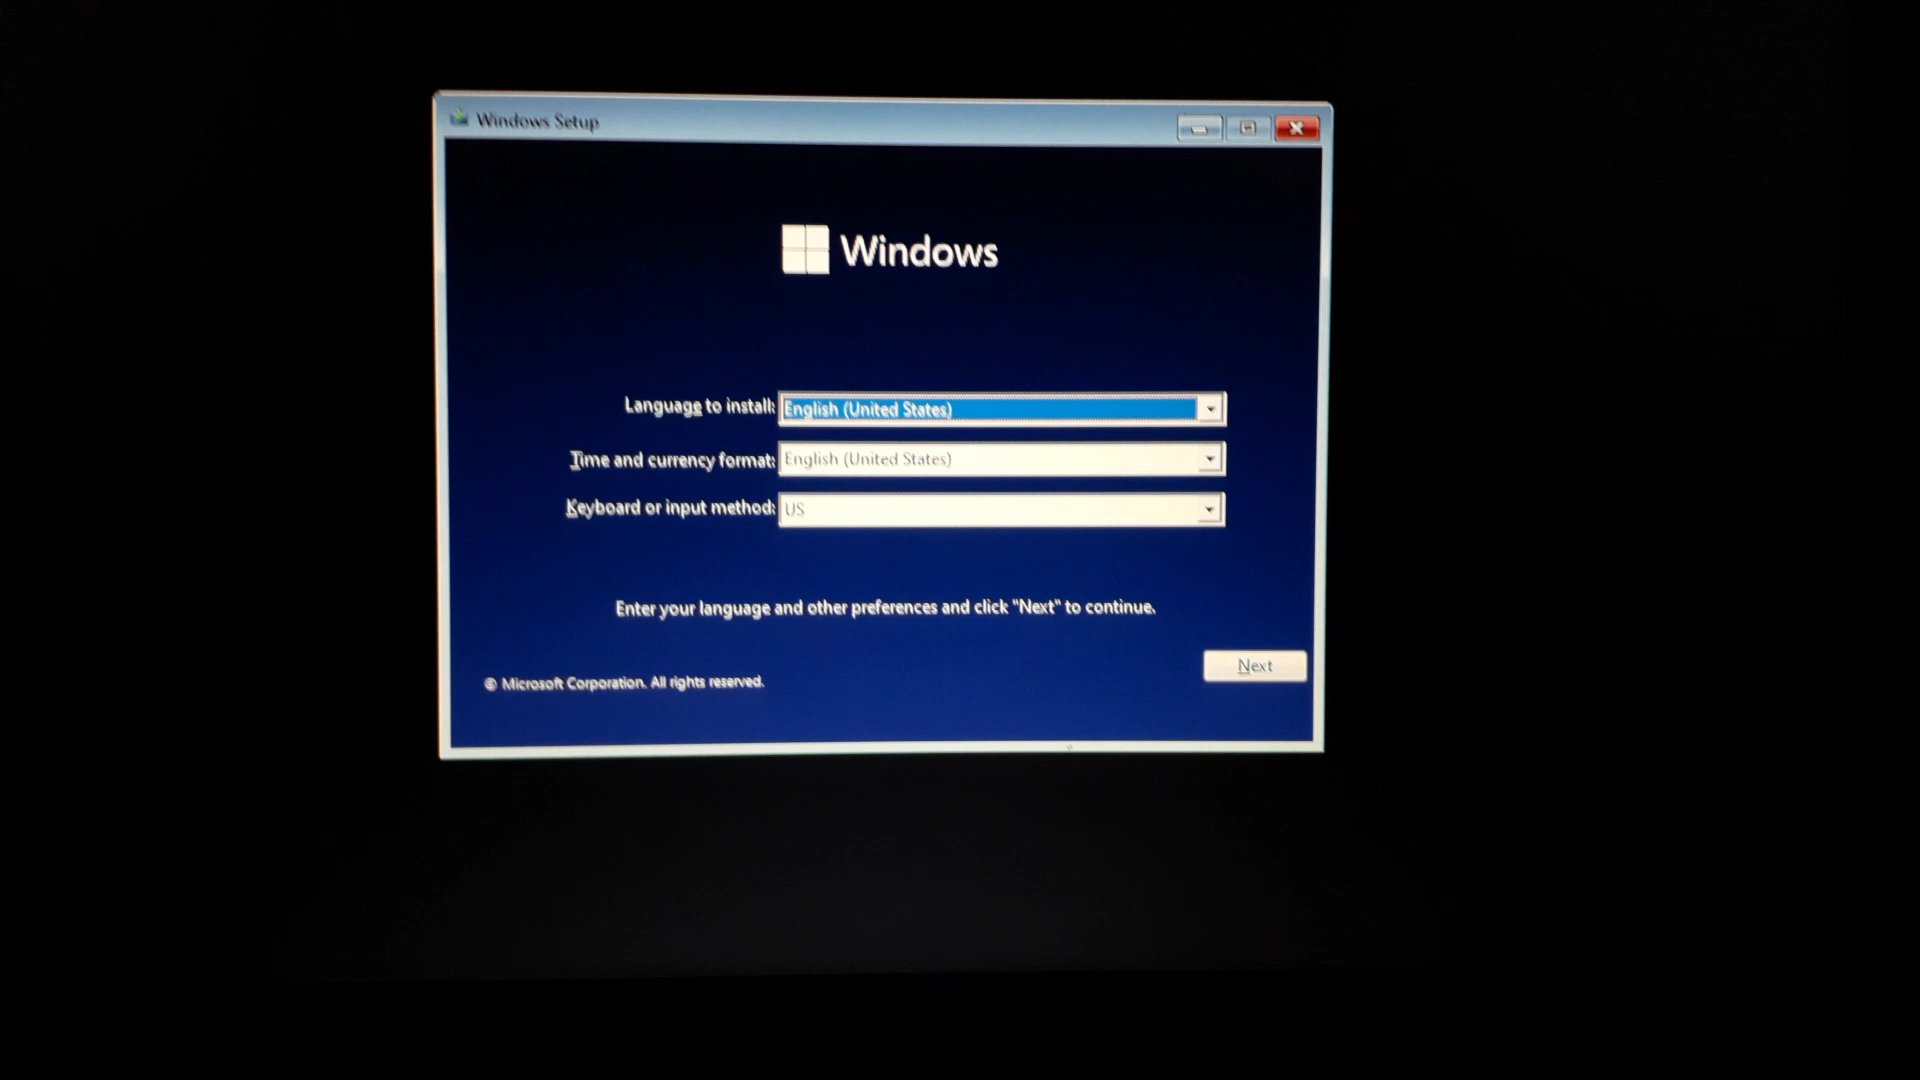 Windows Setup
Windows
Language to install: English (United States)
Time and currency format: English (United States)
Keyboard or input method: US
Enter your language and other preferences and click "Next" to continue.
Next
© Microsoft Corporation. All rights reserved.